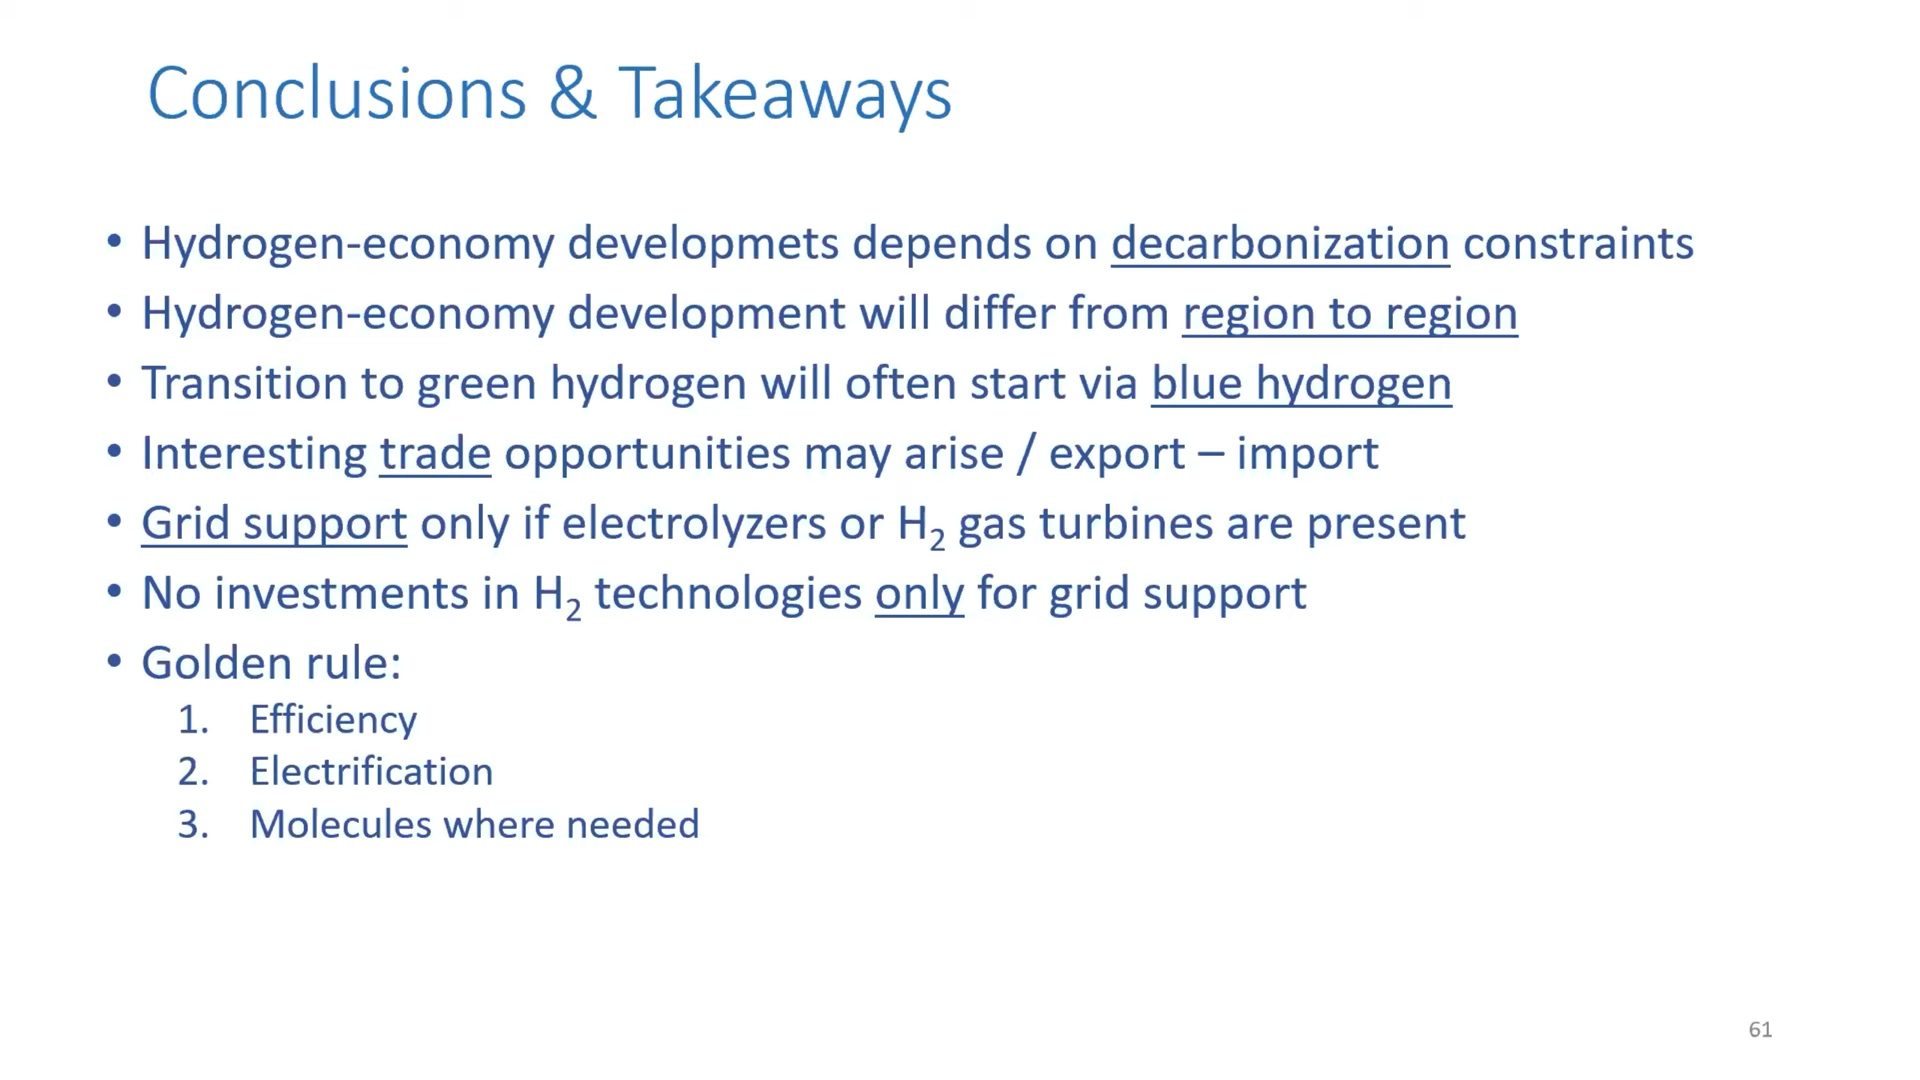 Conclusions & Takeaways
• Hydrogen-economy developmets depends on decarbonization constraints
• Hydrogen-economy development will differ from region to region
• Transition to green hydrogen will often start via blue hydrogen
• Interesting trade opportunities may arise / export – import
• Grid support only if electrolyzers or H₂ gas turbines are present
• No investments in H₂ technologies only for grid support
• Golden rule:
1. Efficiency
2. Electrification
3. Molecules where needed
61